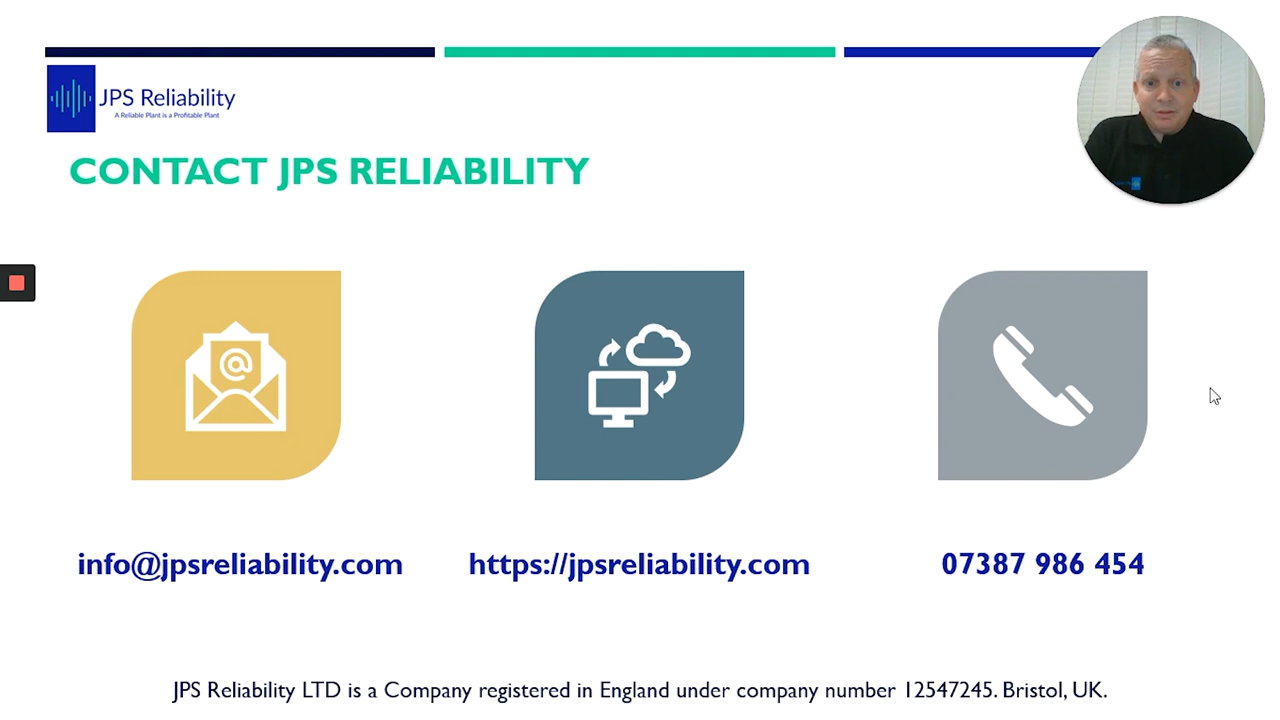 JPS Reliability
A Reliable Plant is a Profitable Plant
CONTACT JPS RELIABILITY
@
info@jpsreliability.com
https://jpsreliability.com
07387 986 454
JPS Reliability LTD is a Company registered in England under company number 12547245. Bristol, UK.